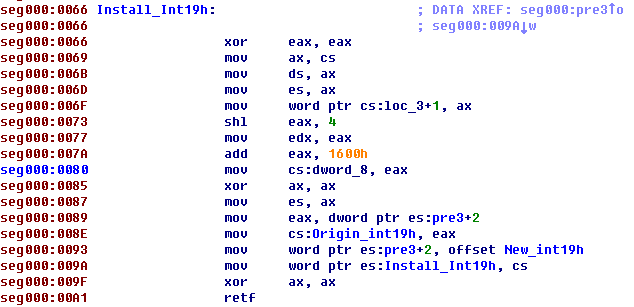 seg000:0066 Install_Int19h: ; DATA XREF: seg000:pre3↑o
seg000:0066 ; seg000:009A↓w
seg000:0066 xor eax, eax
seg000:0069 mov ax, cs
seg000:006B mov ds, ax
seg000:006D mov es, ax
seg000:006F mov word ptr cs:loc_3+1, ax
seg000:0073 shl eax, 4
seg000:0077 mov edx, eax
seg000:007A add eax, 1600h
seg000:0080 mov cs:dword_8, eax
seg000:0085 xor ax, ax
seg000:0087 mov es, ax
seg000:0089 mov eax, dword ptr es:pre3+2
seg000:008E mov cs:Origin_int19h, eax
seg000:0093 mov word ptr es:pre3+2, offset New_int19h
seg000:009A mov word ptr es:Install_Int19h, cs
seg000:009F xor ax, ax
seg000:00A1 retf